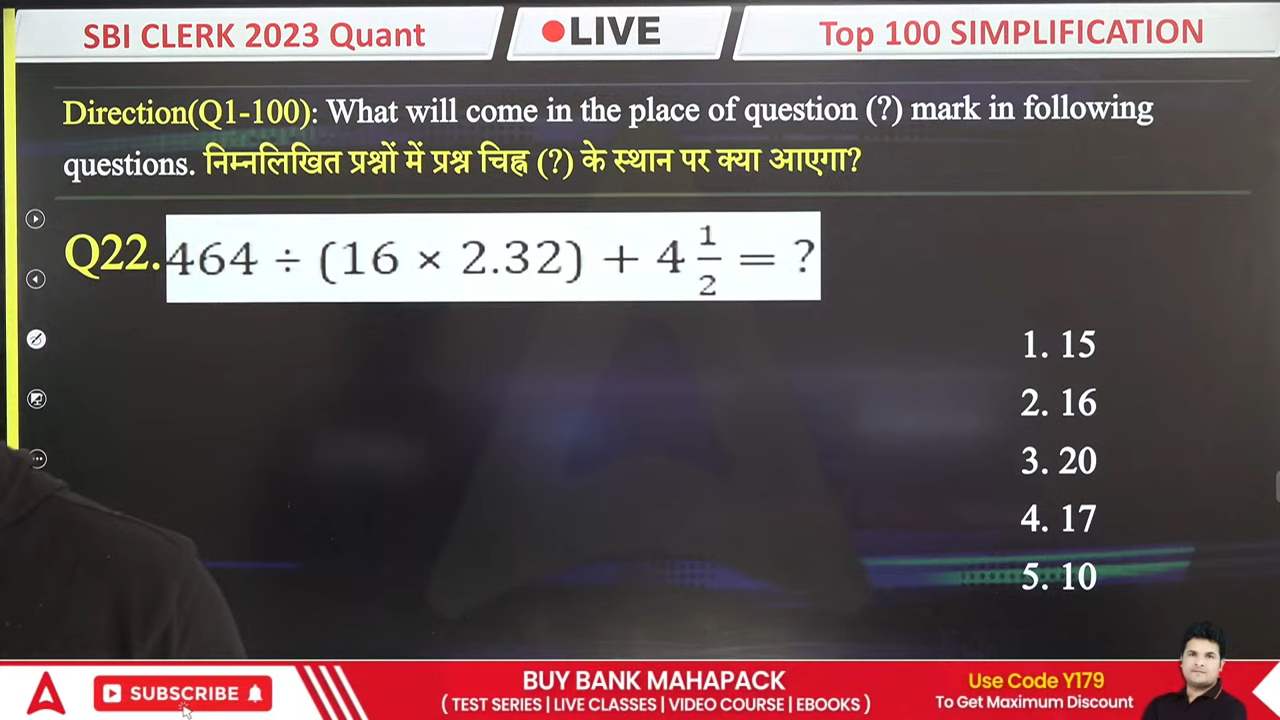 SBI CLERK 2023 Quant
LIVE
Top 100 SIMPLIFICATION
Direction(Q1-100): What will come in the place of question (?) mark in following
questions. निम्नलिखित प्रश्नों में प्रश्न चिह्न (?) के स्थान पर क्या आएगा?
Q22. 464 ÷ (16 × 2.32) + 4 1/2 = ?
1. 15
2. 16
3. 20
4. 17
5. 10
SUBSCRIBE
BUY BANK MAHAPACK
( TEST SERIES | LIVE CLASSES | VIDEO COURSE | EBOOKS )
Use Code Y179
To Get Maximum Discount